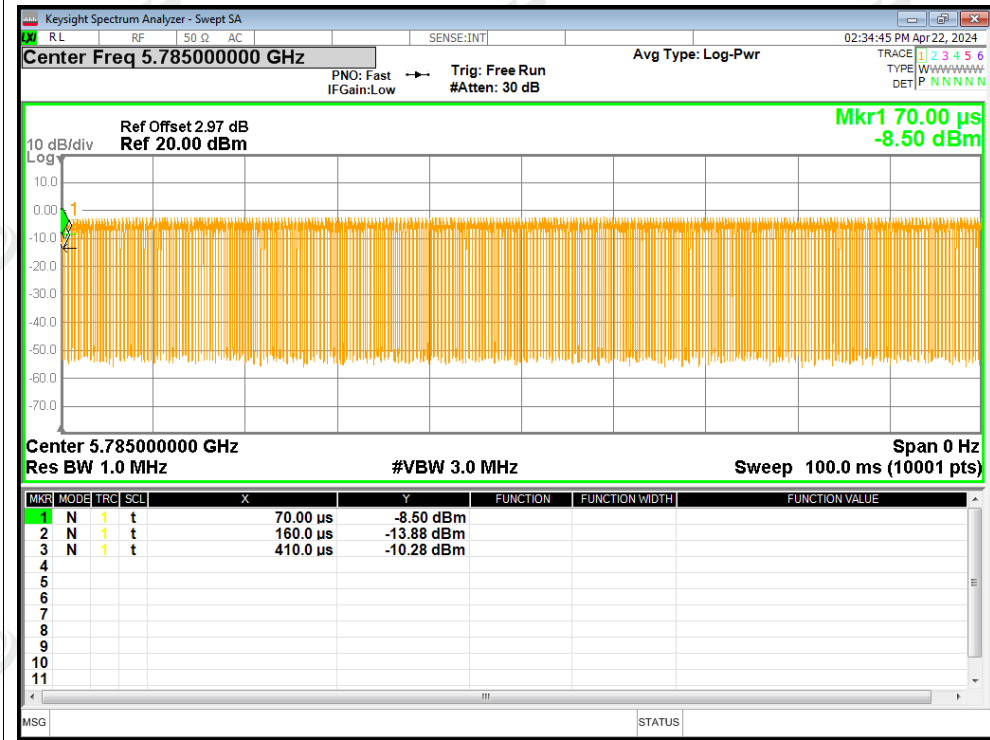 Keysight Spectrum Analyzer - Swept SA
LXI RL RF 50 Ω AC SENSE:INT 02:34:45 PM Apr 22, 2024
Center Freq 5.785000000 GHz Avg Type: Log-Pwr TRACE 1 2 3 4 5 6
PNO: Fast Trig: Free Run TYPE WWWWWW
IFGain:Low #Atten: 30 dB DET P N N N N N
Mkr1 70.00 µs
Ref Offset 2.97 dB
10 dB/div Ref 20.00 dBm -8.50 dBm
Log
10.0
0.00 1
-10.0
-20.0
-30.0
-40.0
-50.0
-60.0
-70.0
Center 5.785000000 GHz Span 0 Hz
Res BW 1.0 MHz #VBW 3.0 MHz Sweep 100.0 ms (10001 pts)
MKR MODE TRC SCL X Y FUNCTION FUNCTION WIDTH FUNCTION VALUE
1 N 1 t 70.00 µs -8.50 dBm
2 N 1 t 160.0 µs -13.88 dBm
3 N 1 t 410.0 µs -10.28 dBm
4
5
6
7
8
9
10
11
MSG STATUS